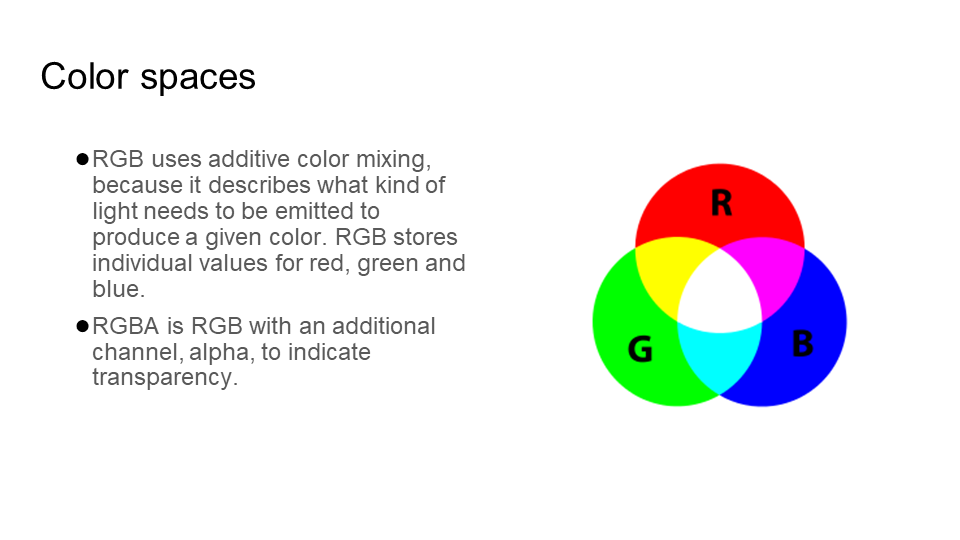 Color spaces
●RGB uses additive color mixing,
because it describes what kind of
light needs to be emitted to
produce a given color. RGB stores
individual values for red, green and
blue.
●RGBA is RGB with an additional
channel, alpha, to indicate
transparency.
R
G
B